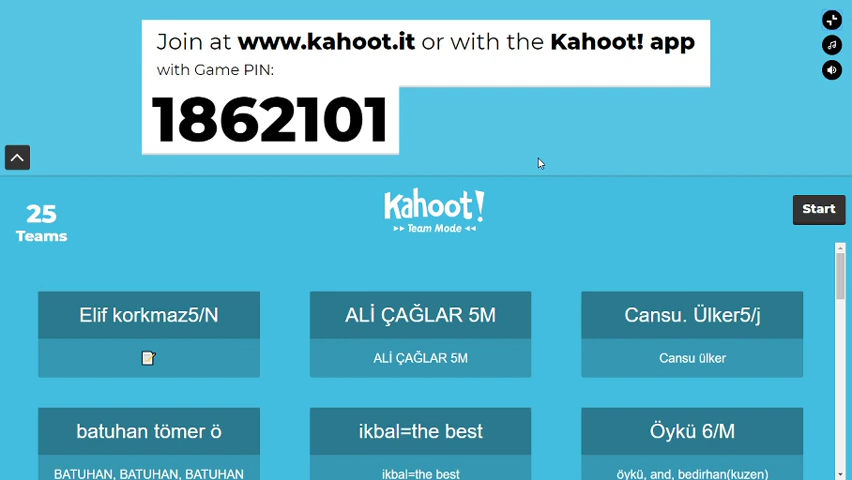 Join at www.kahoot.it or with the Kahoot! app
with Game PIN:
1862101
25
Teams
Kahoot!
Team Mode
Start
Elif korkmaz5/N
ALİ ÇAĞLAR 5M
Cansu. Ülker5/j
ALİ ÇAĞLAR 5M
Cansu ülker
batuhan tömer ö
ikbal=the best
Öykü 6/M
BATUHAN, BATUHAN, BATUHAN
ikbal=the best
öykü, and, bedirhan(kuzen)